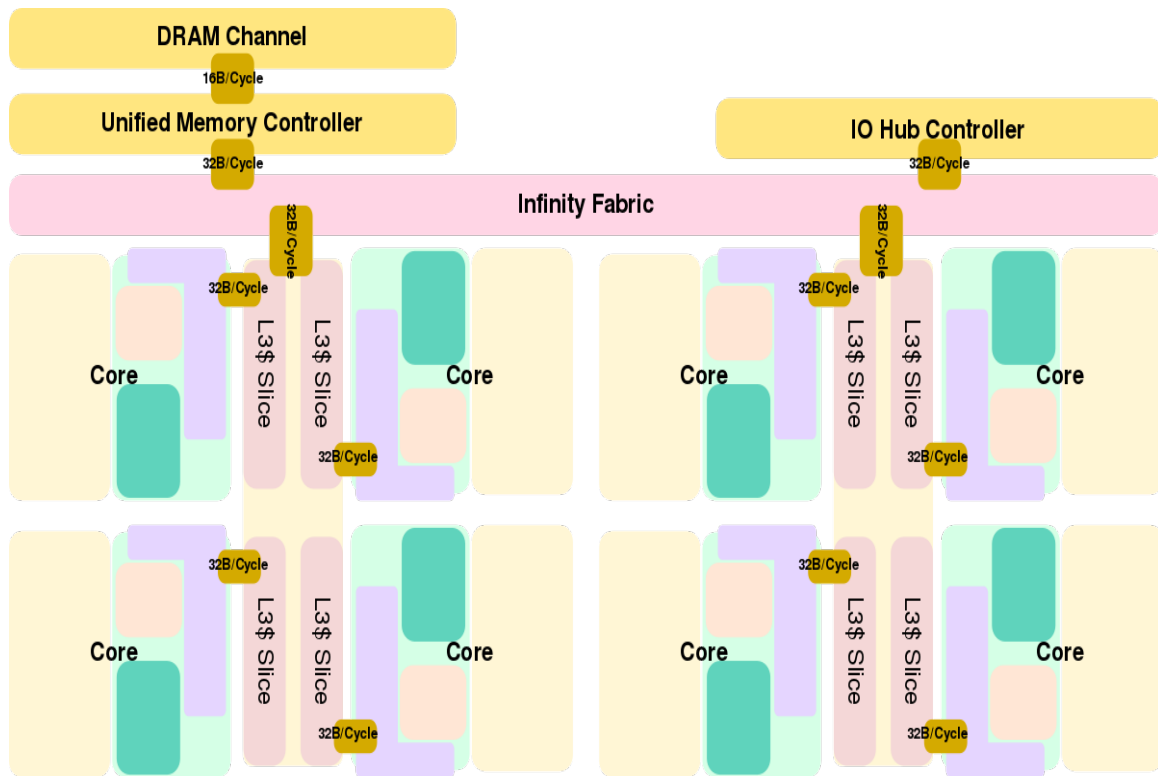 DRAM Channel
16B/Cycle
Unified Memory Controller
IO Hub Controller
32B/Cycle
32B/Cycle
Infinity Fabric
32B/Cycle
32B/Cycle
32B/Cycle
32B/Cycle
L3$ Slice
L3$ Slice
L3$ Slice
L3$ Slice
Core
Core
Core
Core
32B/Cycle
32B/Cycle
32B/Cycle
32B/Cycle
L3$ Slice
L3$ Slice
L3$ Slice
L3$ Slice
Core
Core
Core
Core
32B/Cycle
32B/Cycle